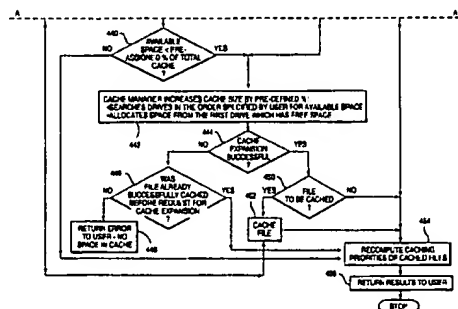 A
A
440
AVAILABLE
SPACE < PRE-
ASSIGNED % OF TOTAL
CACHE
?
NO
YES
CACHE MANAGER INCREASES CACHE SIZE BY PRE-DEFINED %:
•SEARCHES DRIVES IN THE ORDER SPECIFIED BY USER FOR AVAILABLE SPACE
•ALLOCATES SPACE FROM THE FIRST DRIVE WHICH HAS FREE SPACE
442
444
CACHE
EXPANSION
SUCCESSFUL
?
NO
YES
446
WAS
FILE ALREADY
SUCCESSFULLY CACHED
BEFORE REQUEST FOR
CACHE EXPANSION
?
NO
YES
450
FILE
TO BE CACHED
?
YES
NO
452
CACHE
FILE
RETURN ERROR
TO USER - NO
SPACE IN CACHE
448
454
RECOMPUTE CACHING
PRIORITIES OF CACHED FILES
456
RETURN RESULTS TO USER
STOP